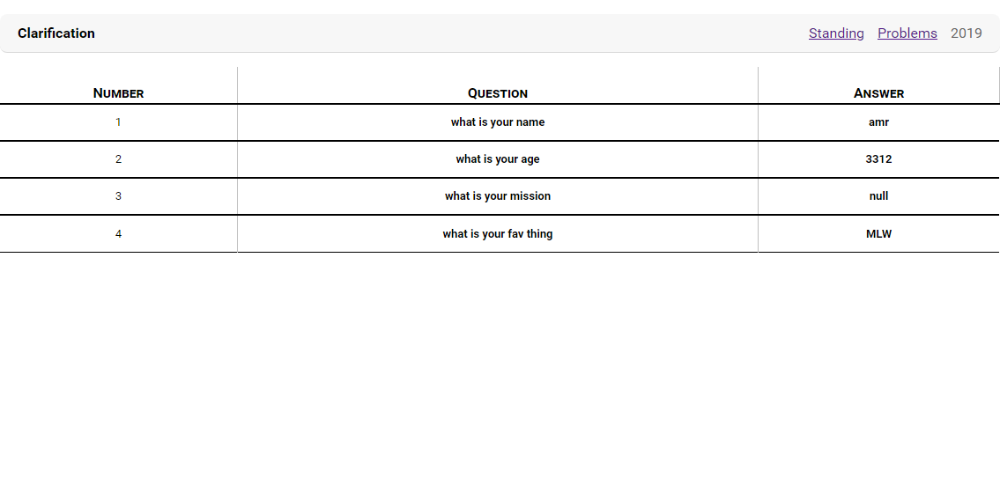 Clarification Standing Problems 2019
Number Question Answer
1 what is your name amr
2 what is your age 3312
3 what is your mission null
4 what is your fav thing MLW